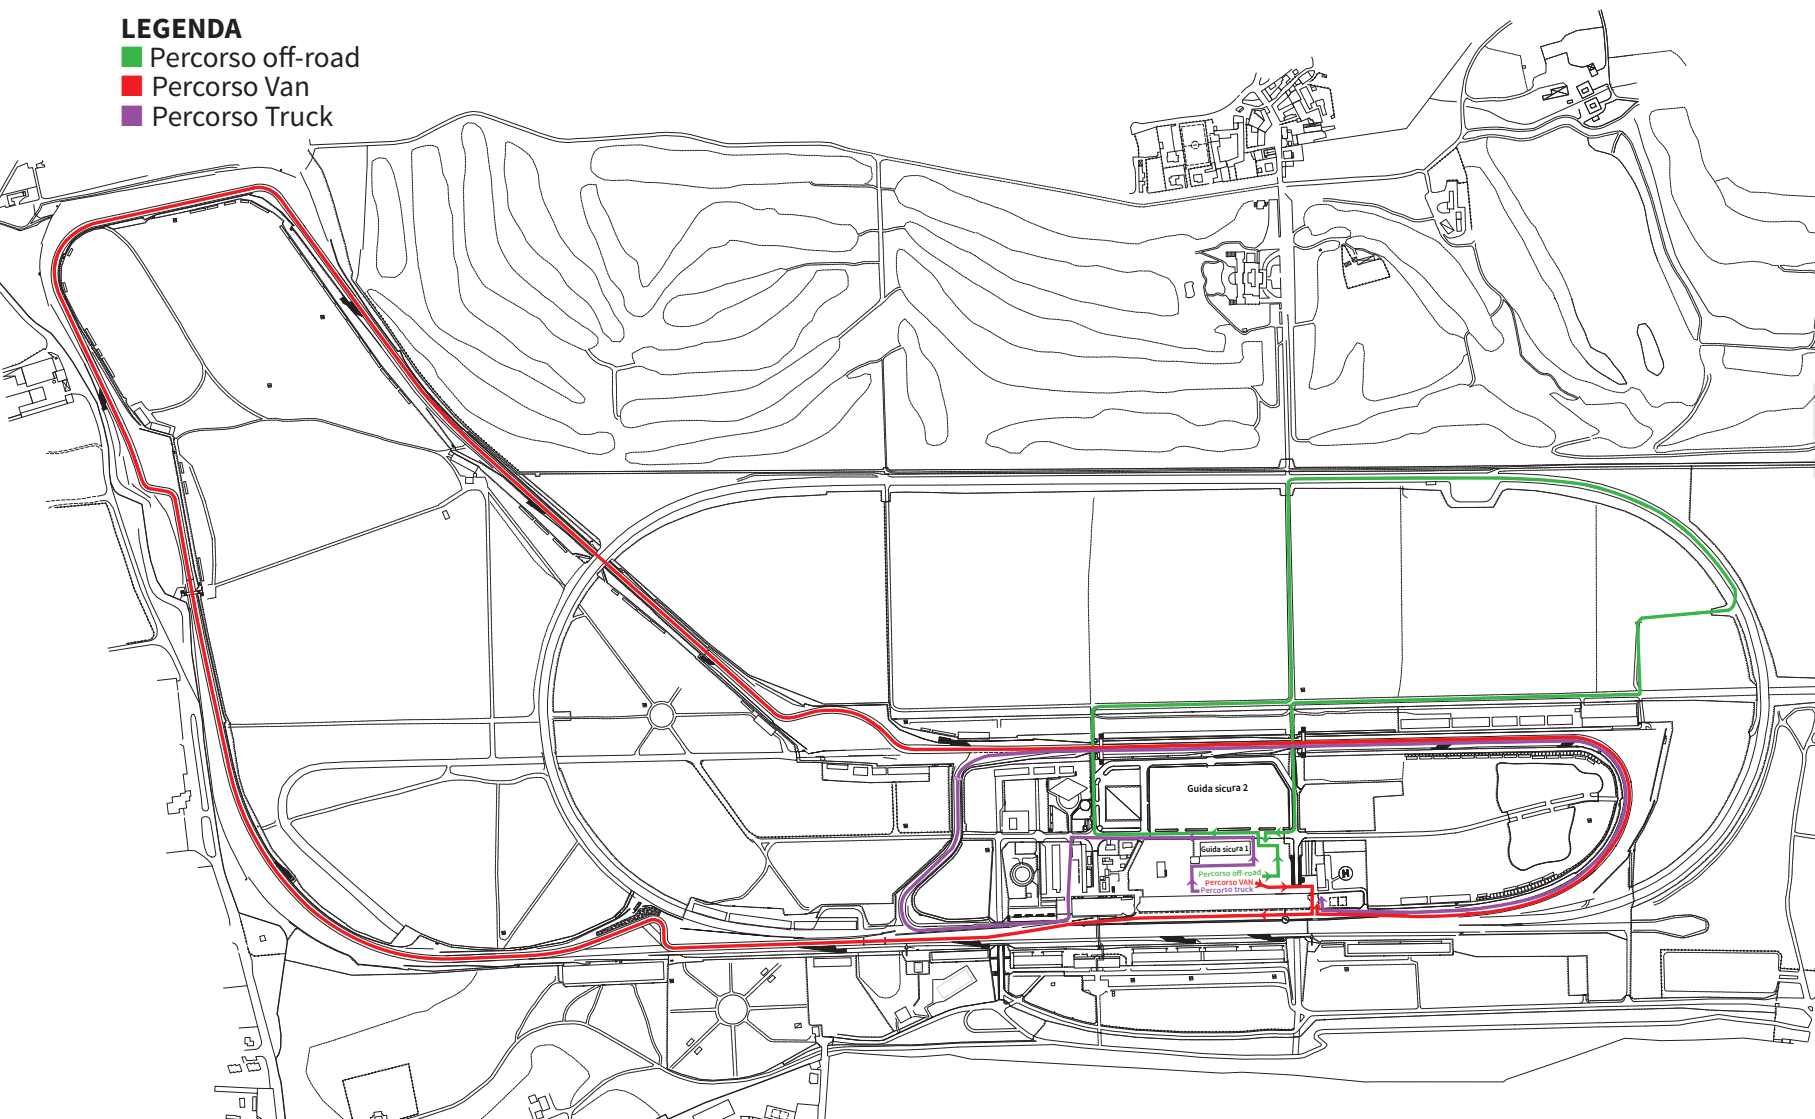 LEGENDA
Percorso off-road
Percorso Van
Percorso Truck
Guida sicura 2
Guida sicura 1
H
Percorso off-road
Percorso VAN
Percorso truck